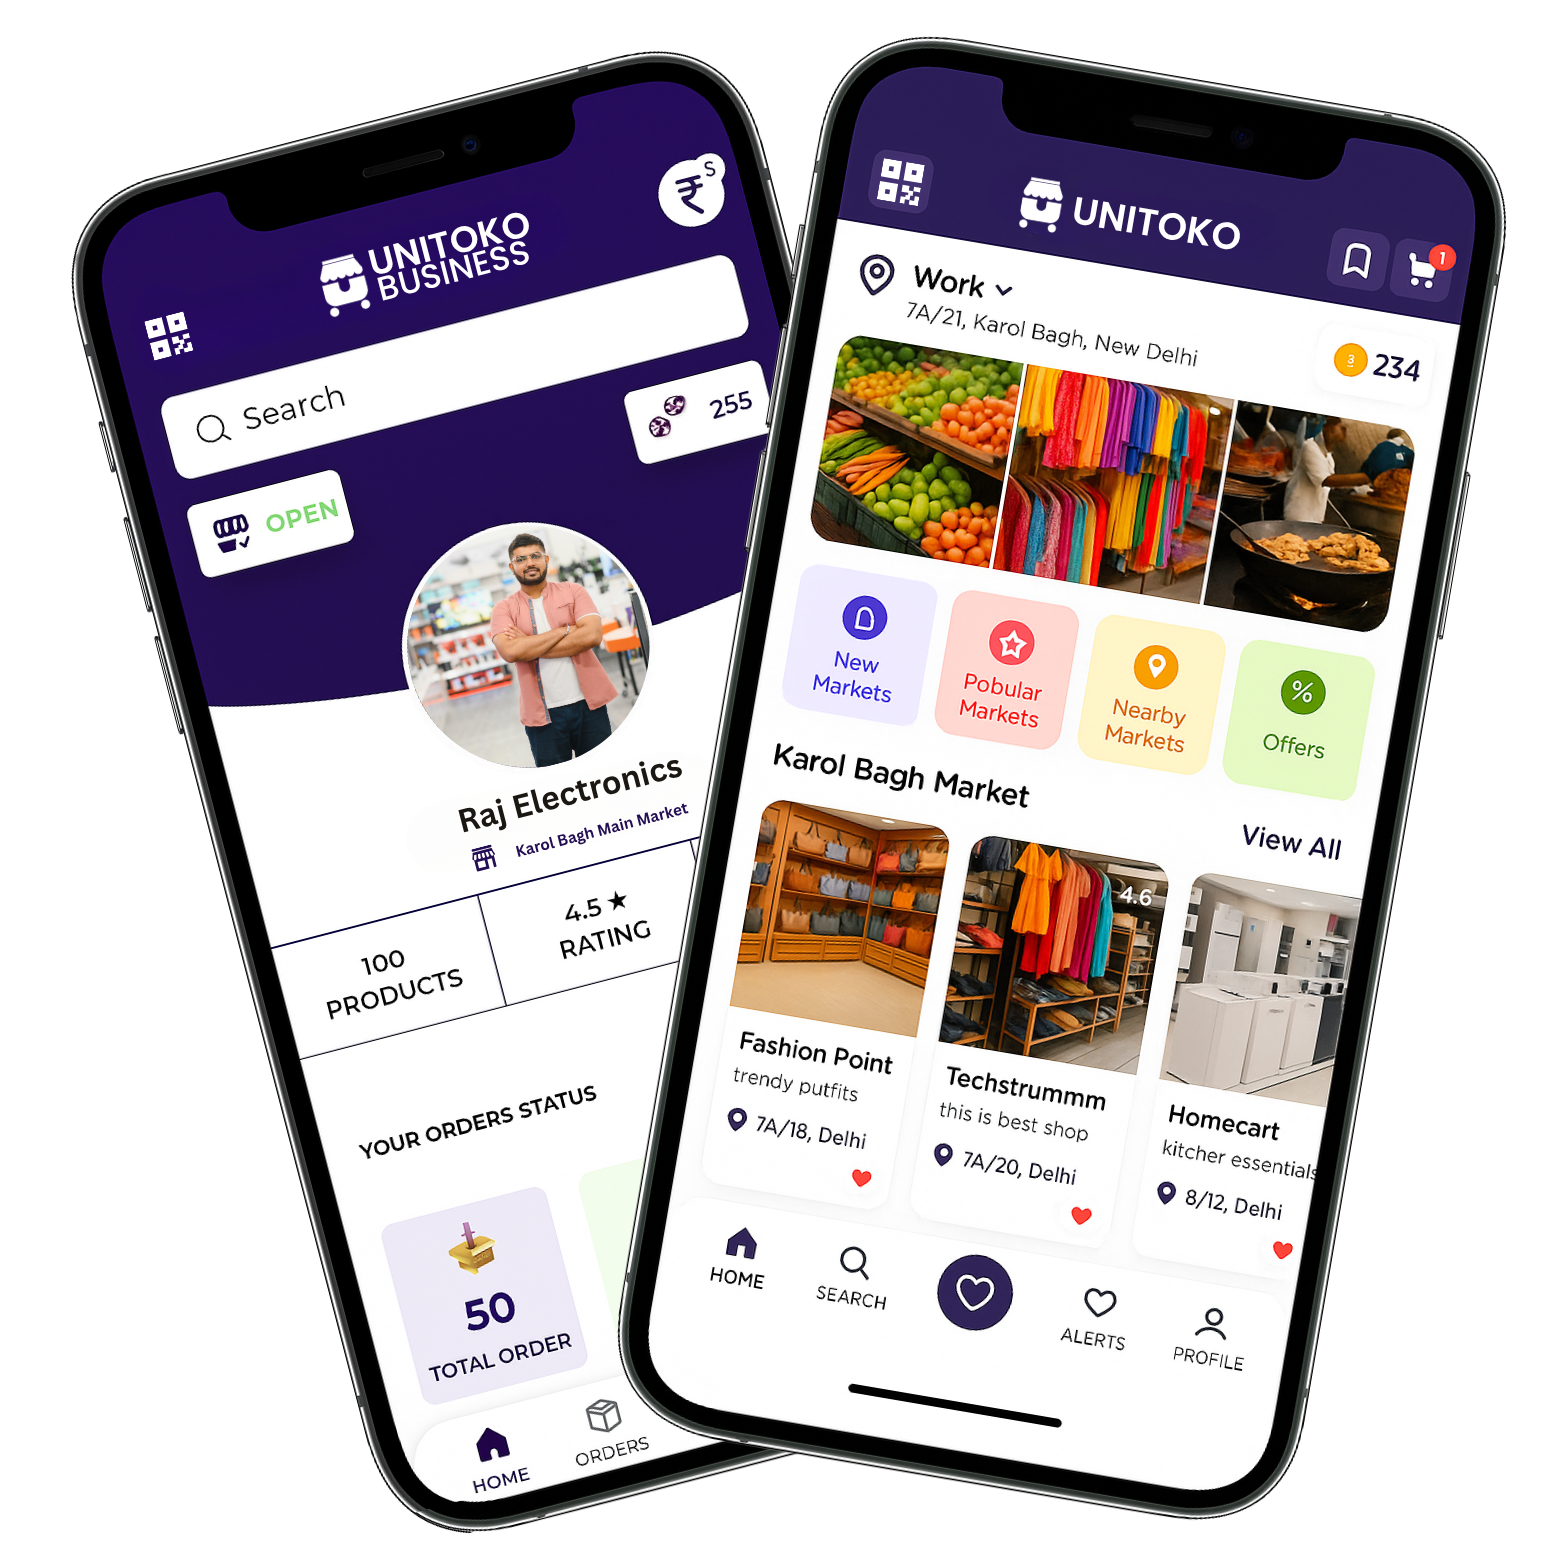 UNITOKO
BUSINESS
₹
S
Search
255
OPEN
Raj Electronics
Karol Bagh Main Market
100
PRODUCTS
4.5 ★
RATING
YOUR ORDERS STATUS
50
TOTAL ORDER
HOME
ORDERS
UNITOKO
1
Work
7A/21, Karol Bagh, New Delhi
3
234
New
Markets
Pobular
Markets
Nearby
Markets
%
Offers
Karol Bagh Market
View All
4.6
Fashion Point
trendy putfits
7A/18, Delhi
Techstrummm
this is best shop
7A/20, Delhi
Homecart
kitcher essentials
8/12, Delhi
HOME
SEARCH
ALERTS
PROFILE